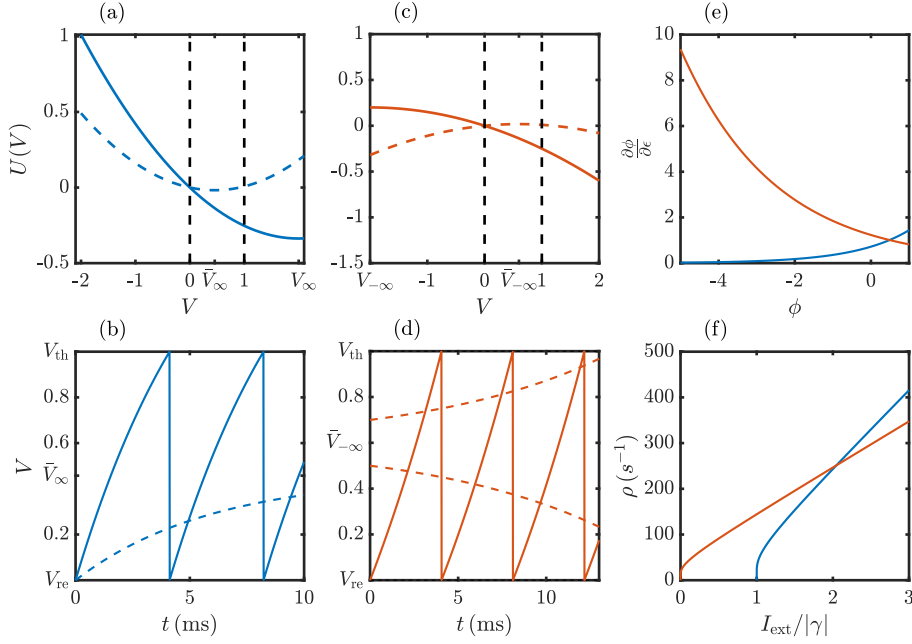 (a)
1
0.5
0
-0.5
U(V)
-2 -1 0 V̄∞ 1 V∞
V
(c)
1
0.5
0
-0.5
-1
-1.5
V−∞ -1 0 V̄−∞ 1 2
V
(e)
10
8
6
4
2
0
∂ϕ/∂ϵ
-4 -2 0
ϕ
(b)
Vth
0.8
0.6
V̄∞
0.2
Vre
V
0 5 10
t (ms)
(d)
Vth
0.8
V̄−∞
0.4
0.2
Vre
0 5 10
t (ms)
(f)
500
400
300
200
100
0
ρ (s⁻¹)
0 1 2 3
Iext/|γ|